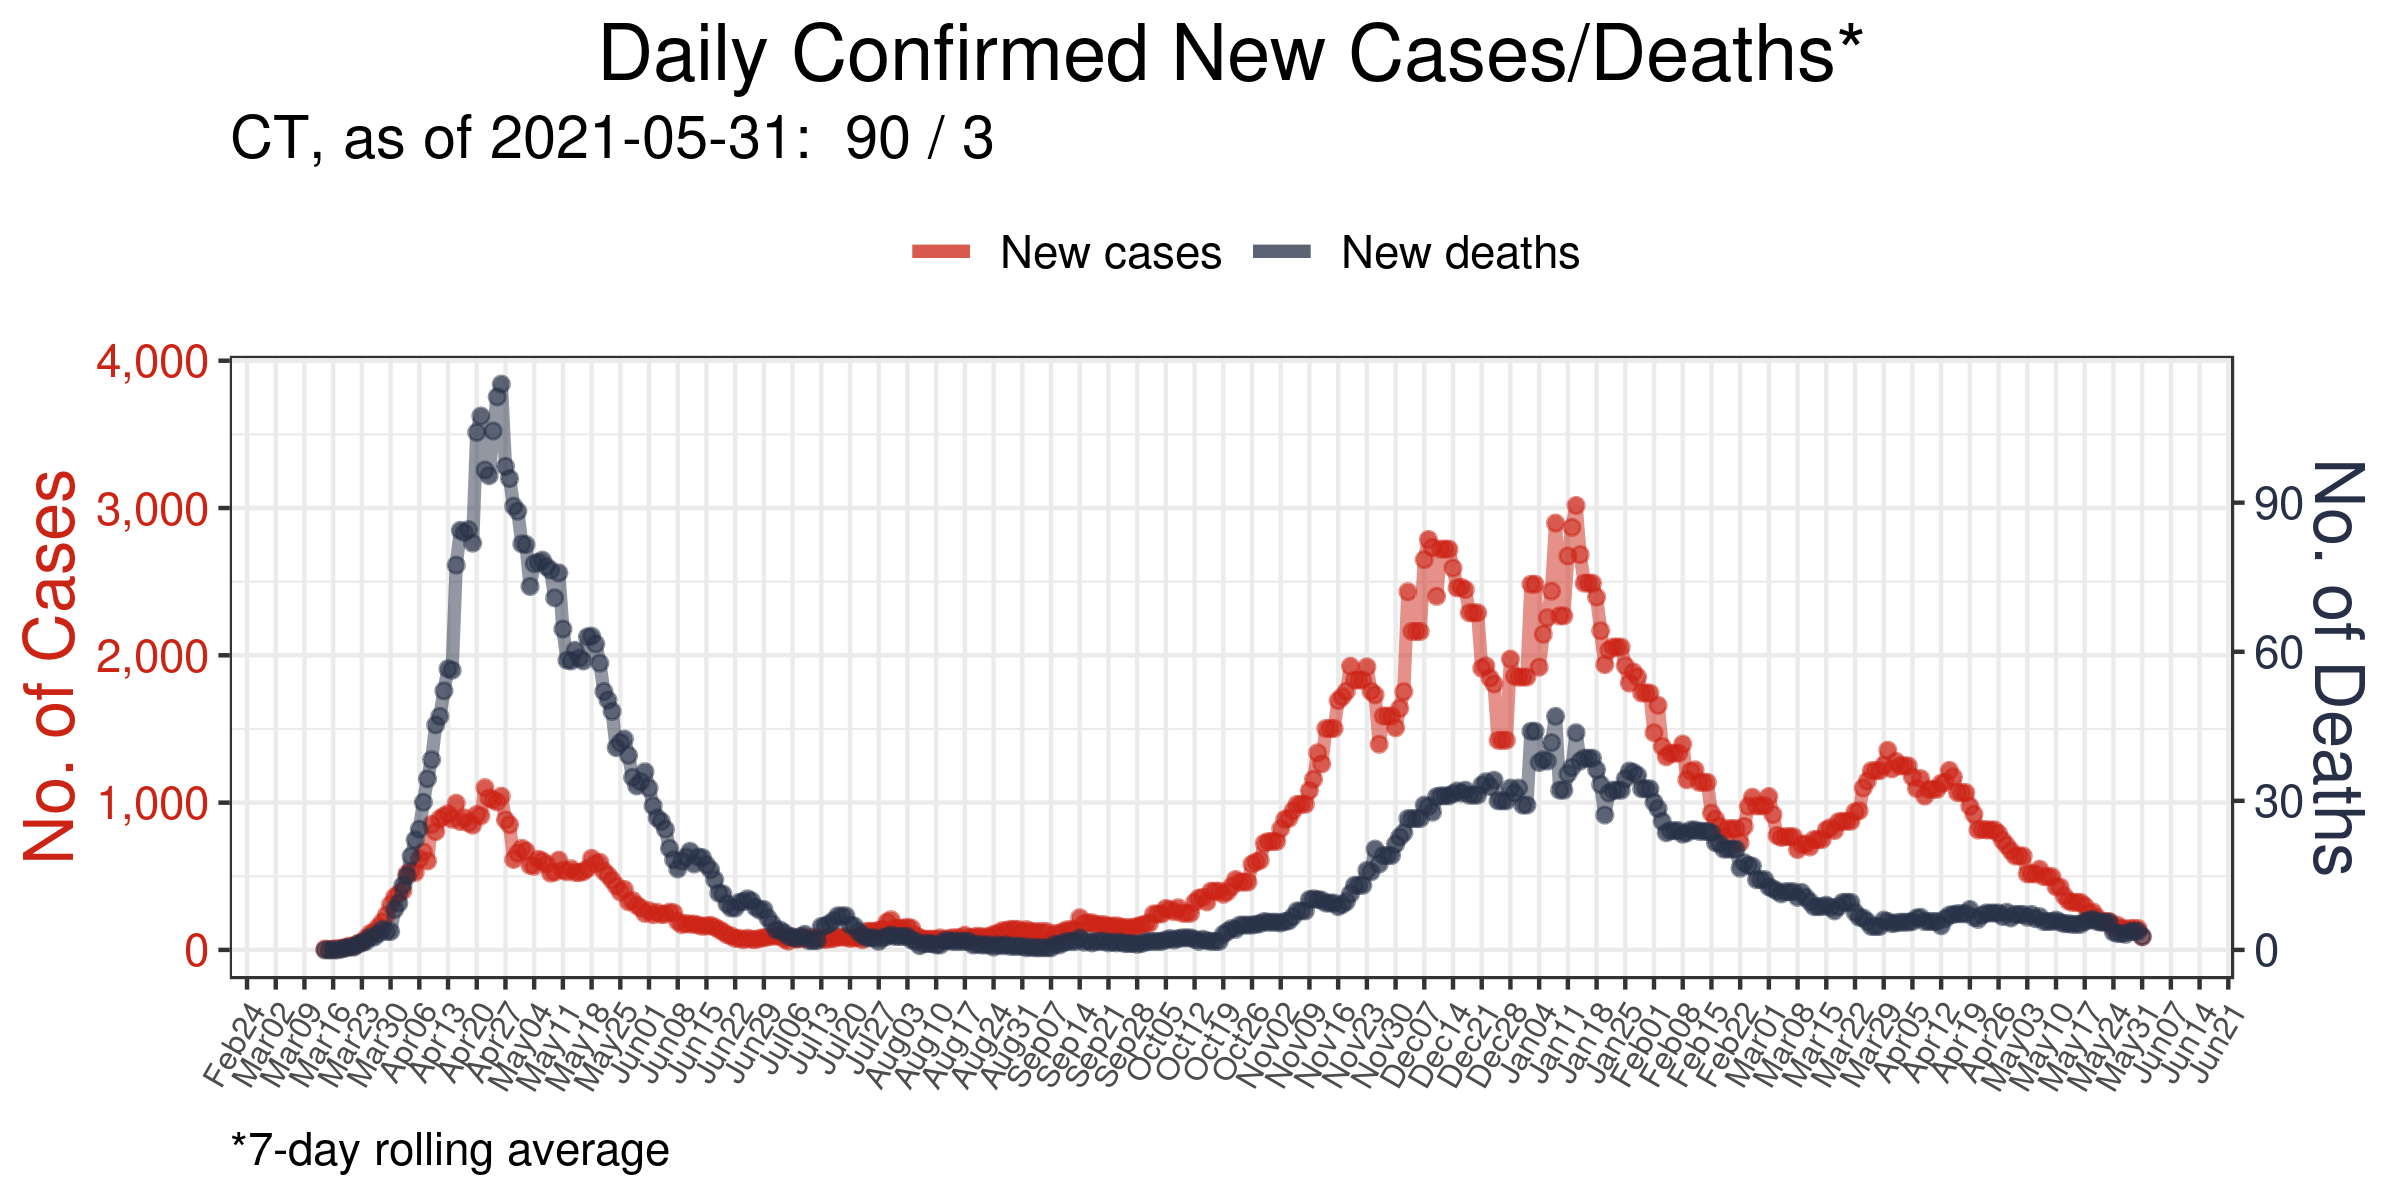 Daily Confirmed New Cases/Deaths*
CT, as of 2021-05-31:  90 / 3
New cases
New deaths
No. of Cases
4,000
3,000
2,000
1,000
0
90
60
30
0
No. of Deaths
Feb24
Mar02
Mar09
Mar16
Mar23
Mar30
Apr06
Apr13
Apr20
Apr27
May04
May11
May18
May25
Jun01
Jun08
Jun15
Jun22
Jun29
Jul06
Jul13
Jul20
Jul27
Aug03
Aug10
Aug17
Aug24
Aug31
Sep07
Sep14
Sep21
Sep28
Oct05
Oct12
Oct19
Oct26
Nov02
Nov09
Nov16
Nov23
Nov30
Dec07
Dec14
Dec21
Dec28
Jan04
Jan11
Jan18
Jan25
Feb01
Feb08
Feb15
Feb22
Mar01
Mar08
Mar15
Mar22
Mar29
Apr05
Apr12
Apr19
Apr26
May03
May10
May17
May24
May31
Jun07
Jun14
Jun21
*7-day rolling average